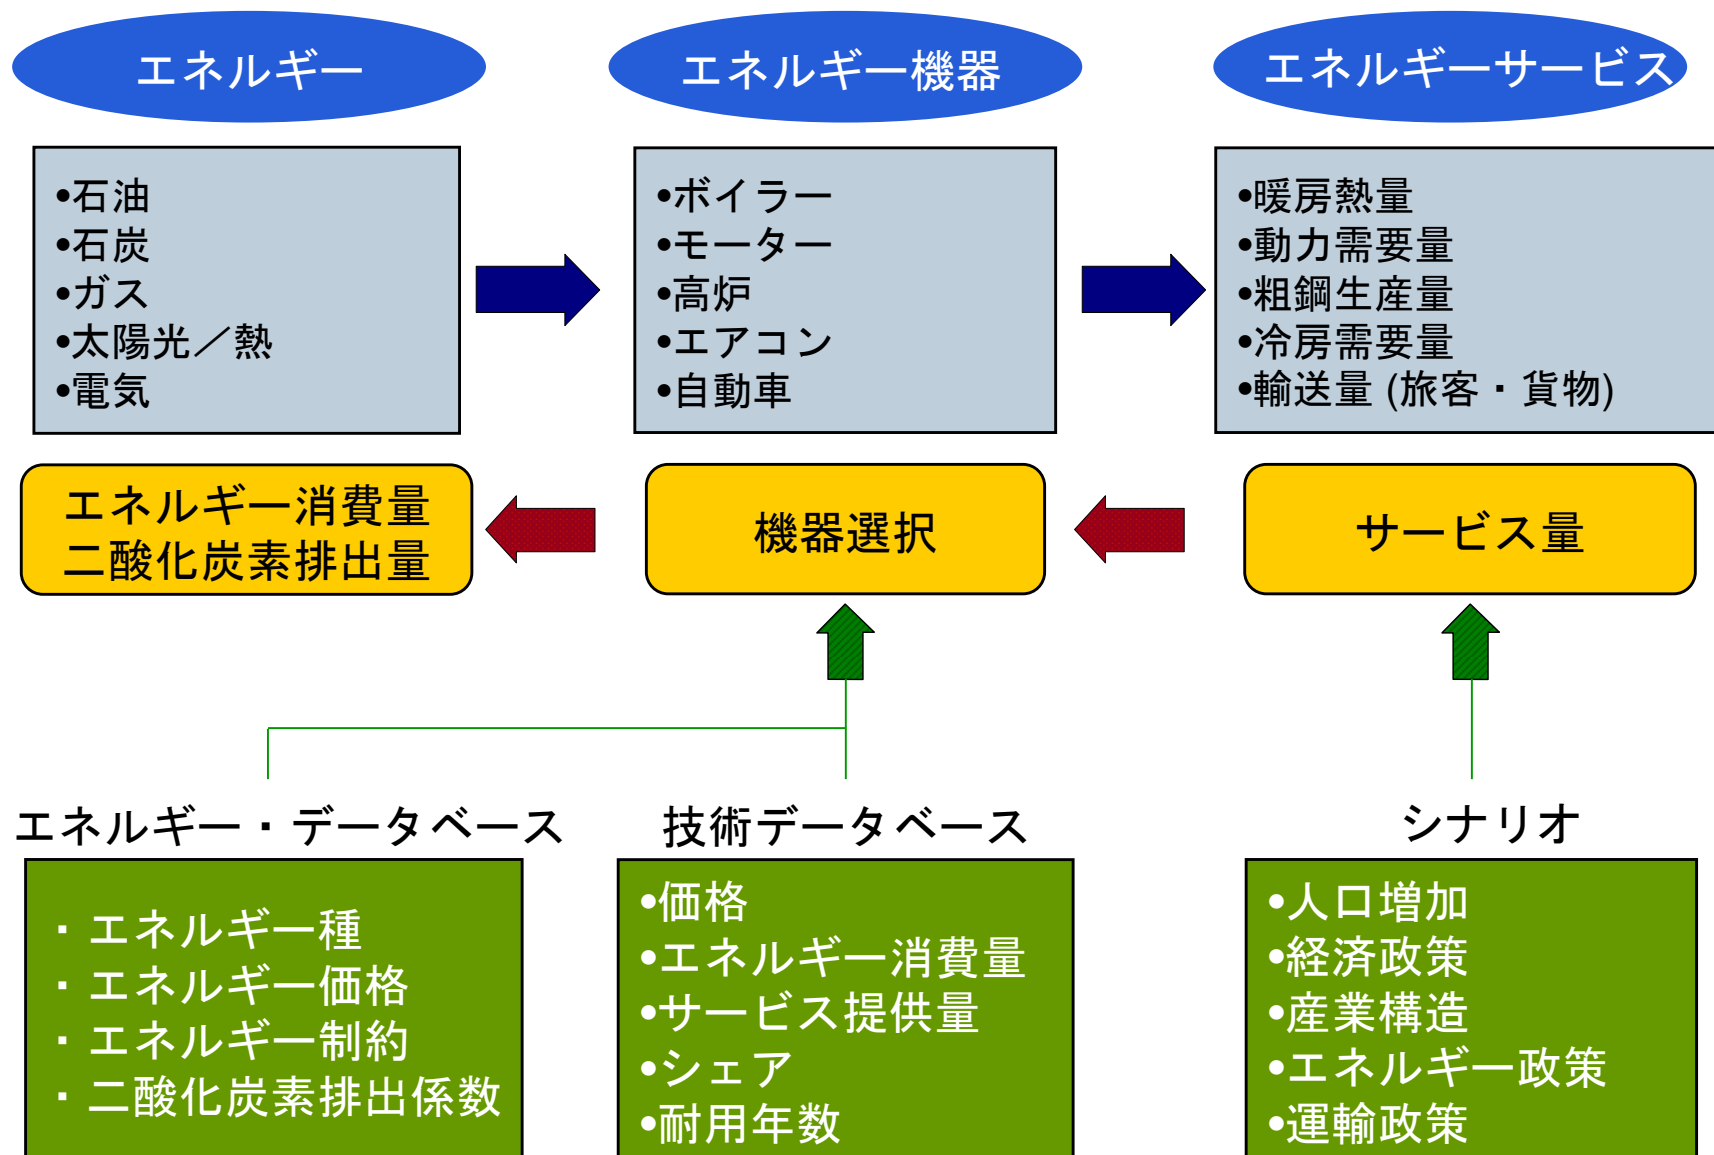 エネルギー
エネルギー機器
エネルギーサービス
•石油
•石炭
•ガス
•太陽光／熱
•電気
•ボイラー
•モーター
•高炉
•エアコン
•自動車
•暖房熱量
•動力需要量
•粗鋼生産量
•冷房需要量
•輸送量 (旅客・貨物)
エネルギー消費量
二酸化炭素排出量
機器選択
サービス量
エネルギー・データベース
・エネルギー種
・エネルギー価格
・エネルギー制約
・二酸化炭素排出係数
技術データベース
•価格
•エネルギー消費量
•サービス提供量
•シェア
•耐用年数
シナリオ
•人口増加
•経済政策
•産業構造
•エネルギー政策
•運輸政策